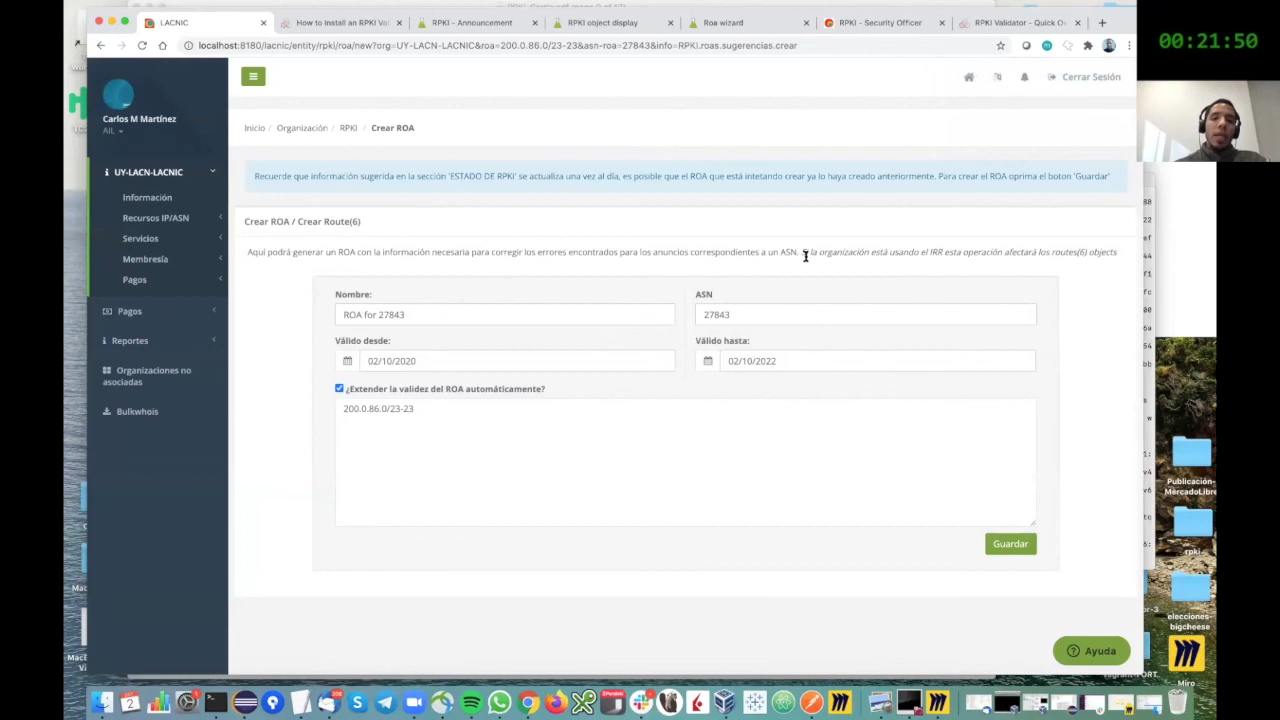 LACNIC
How to Install an RPKI Val
RPKI - Announcement
RPKI object display
Roa wizard
RPKI - Security Officer
RPKI Validator - Quick Ov
00:21:50
localhost:8180/lacnic/entity/rpki/roa/new?org=UY-LACN-LACNIC&roa=200.0.86.0/23-23&asn-roa=27843&info=RPKI.roas.sugerencias.crear
Cerrar Sesión
Carlos M Martínez
All.
Inicio / Organización / RPKI / Crear ROA
UY-LACN-LACNIC
Información
Recursos IP/ASN
Servicios
Membresía
Pagos
Pagos
Reportes
Organizaciones no
asociadas
Bulkwhois
Recuerde que información sugerida en la sección 'ESTADO DE RPKI' se actualiza una vez al día, es posible que el ROA que está intetando crear ya lo haya creado anteriormente. Para crear el ROA oprima el boton 'Guardar'
Crear ROA / Crear Route(6)
Aquí podrá generar un ROA con la información necesaria para corregir los errores encontrados para los anuncios correspondientes a un ASN. la organización está usando el IRR esta operación afectará los routes(6) objects
ombre:
ASN
ROA for 27843
27843
álido desde:
Válido hasta:
02/10/2020
02/10/2022
¿Extender la validez del ROA automáticamente?
200.0.86.0/23-23
Guardar
Ayuda
Publicación-
MercadoLibre
rpki
elecciones-
bigcheese
Miro